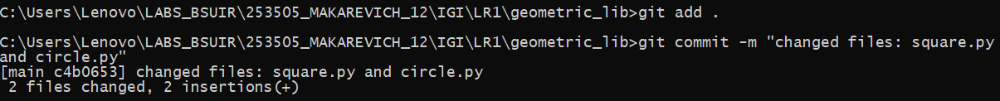 C:\Users\Lenovo\LABS_BSUIR\253505_MAKAREVICH_12\IGI\LR1\geometric_lib>git add .
C:\Users\Lenovo\LABS_BSUIR\253505_MAKAREVICH_12\IGI\LR1\geometric_lib>git commit -m "changed files: square.py
and circle.py"
[main c4b0653] changed files: square.py and circle.py
 2 files changed, 2 insertions(+)